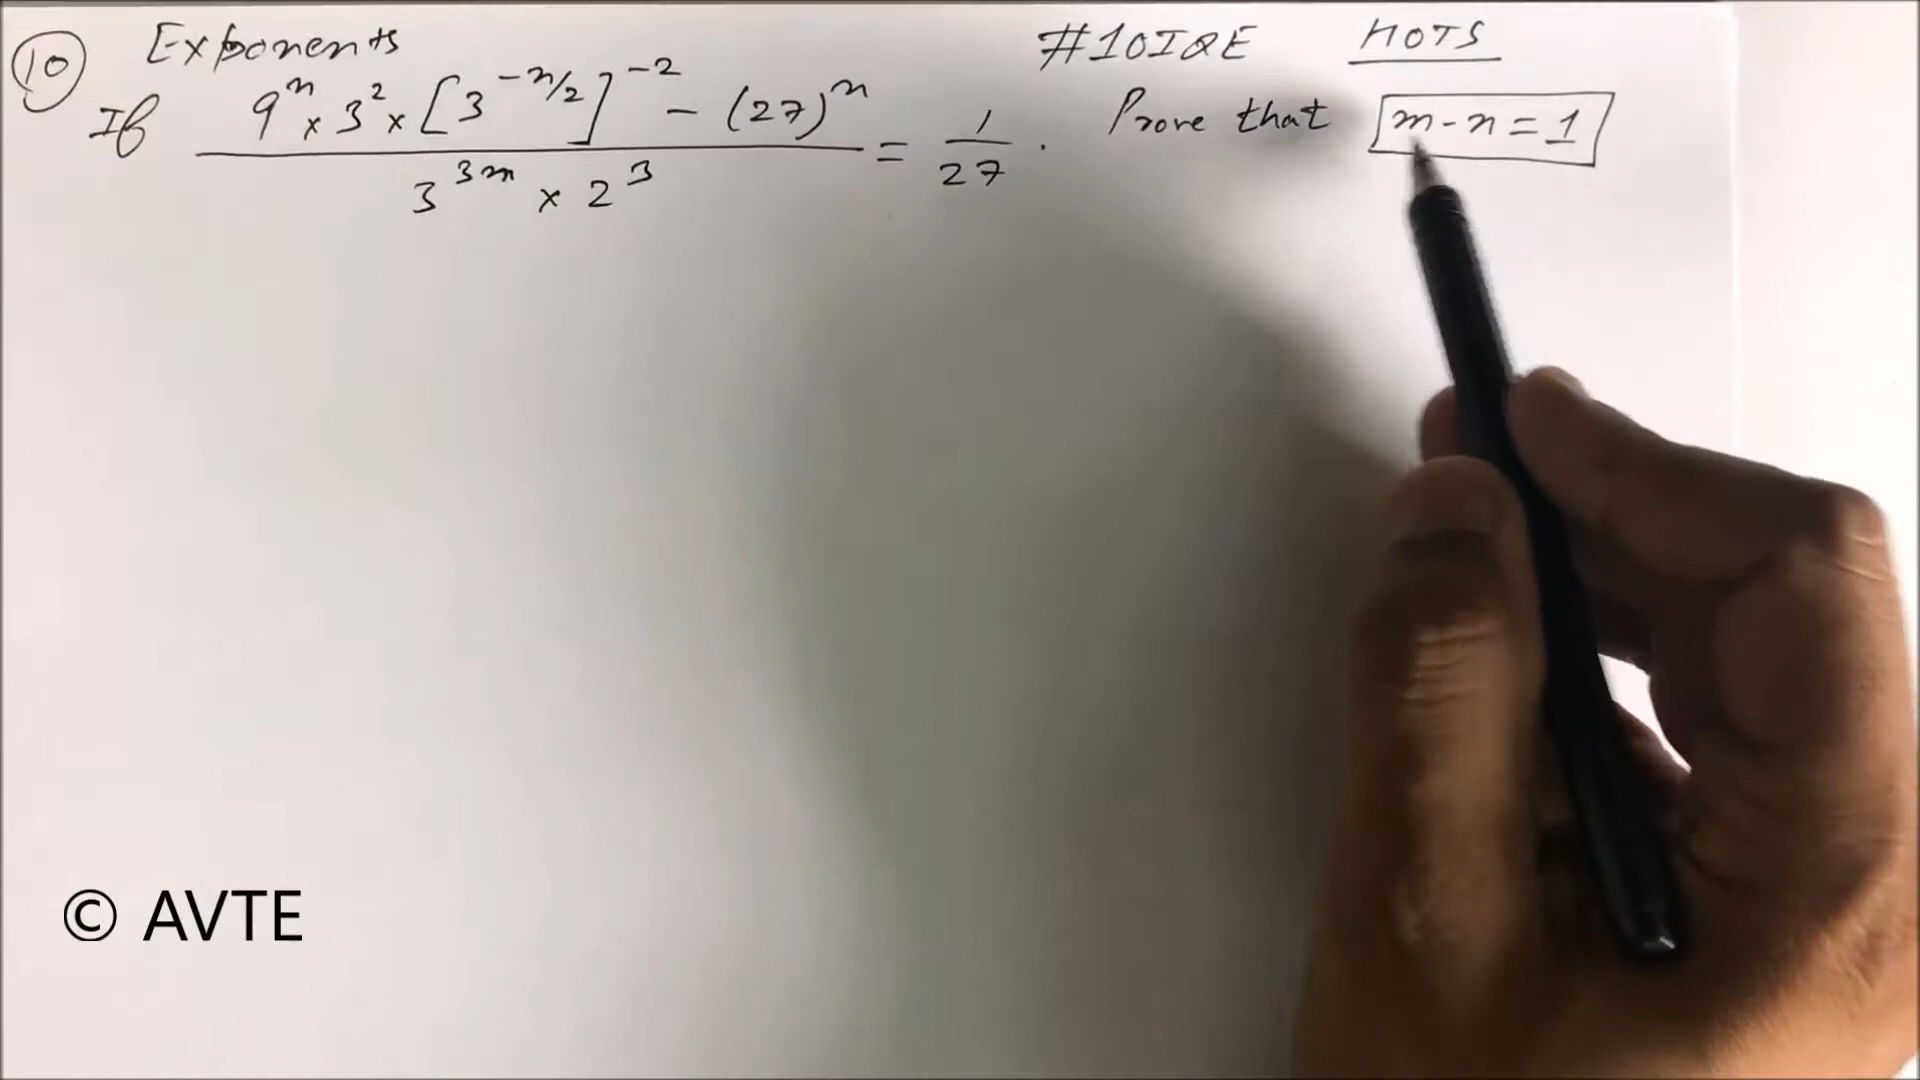 10 Exponents #10IQE HOTS
If 9^n × 3^2 × [3^{-n/2}]^{-2} - (27)^n / 3^{3m} × 2^3 = 1/27 . Prove that m - n = 1
© AVTE